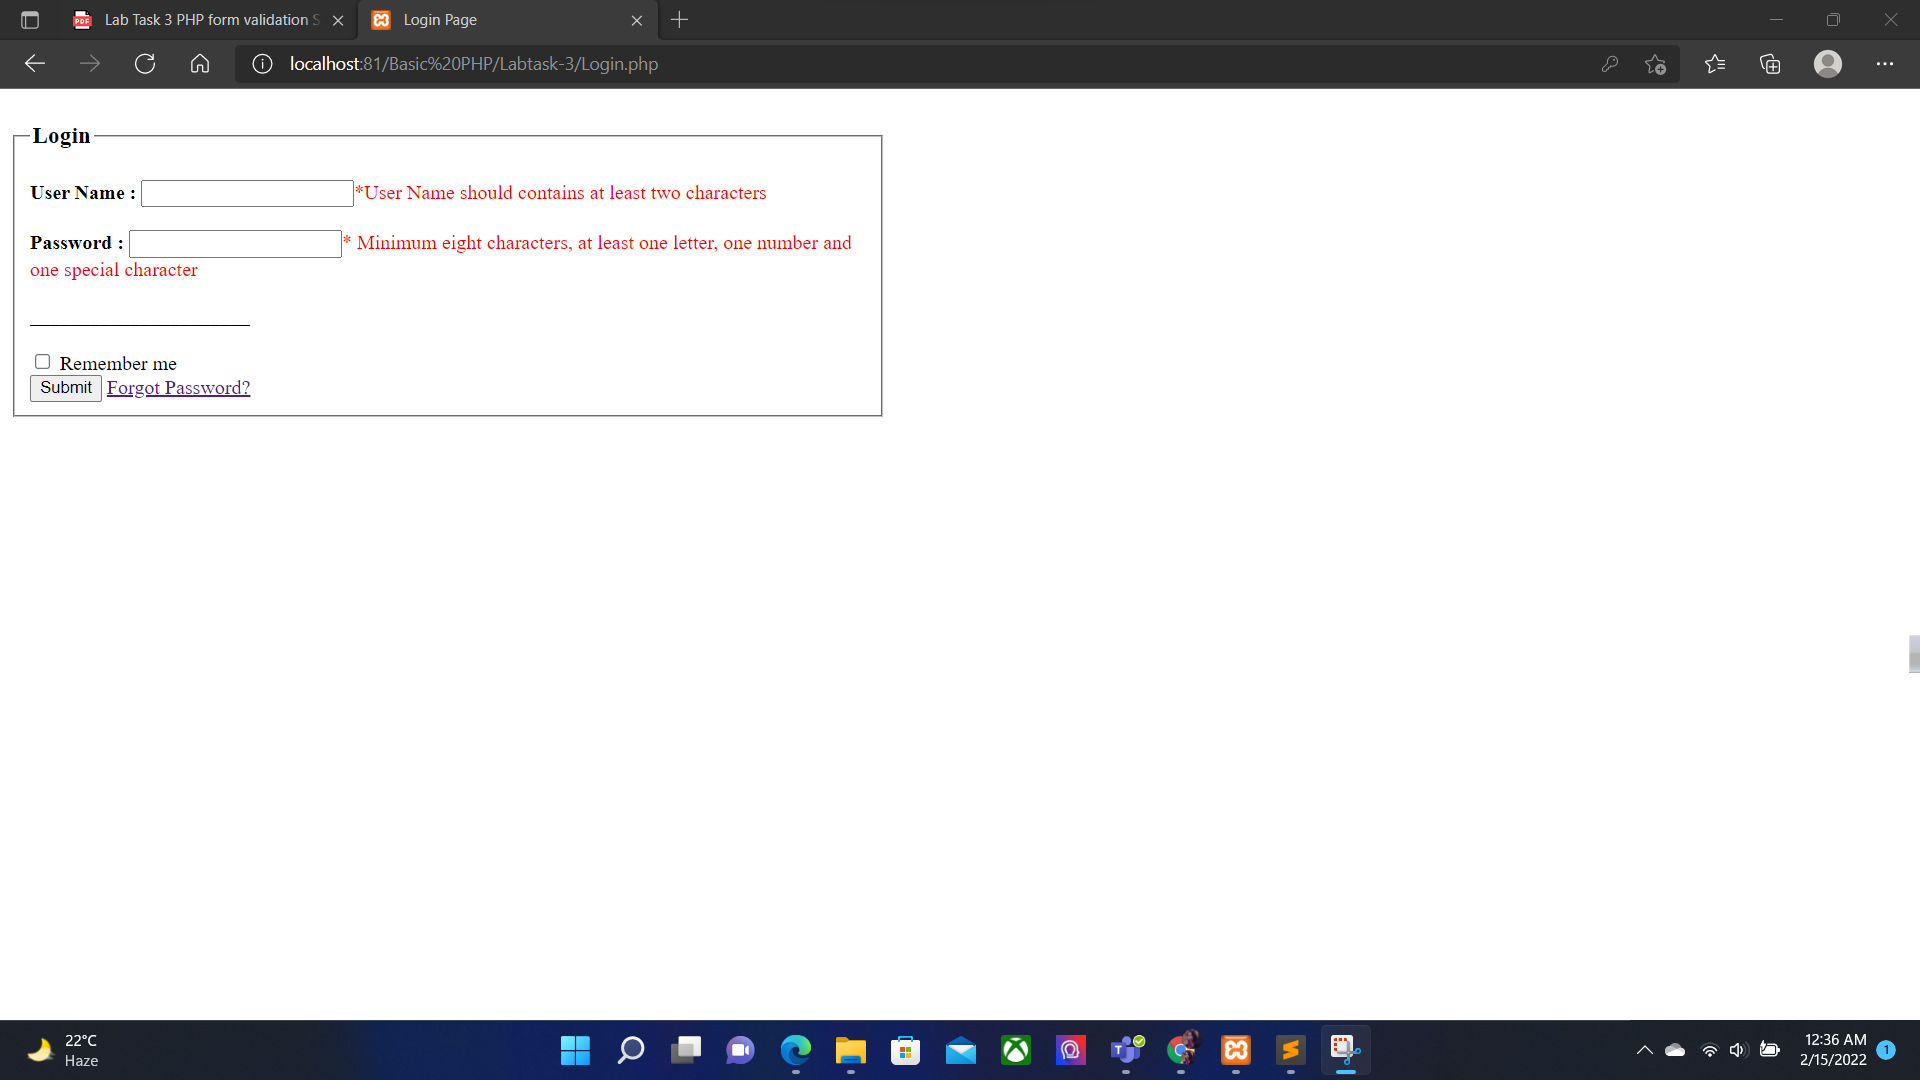 Lab Task 3 PHP form validation S
Login Page
localhost:81/Basic%20PHP/Labtask-3/Login.php
Login
User Name : *User Name should contains at least two characters
Password : * Minimum eight characters, at least one letter, one number and
one special character
Remember me
Submit Forgot Password?
22°C
Haze
12:36 AM
2/15/2022
1